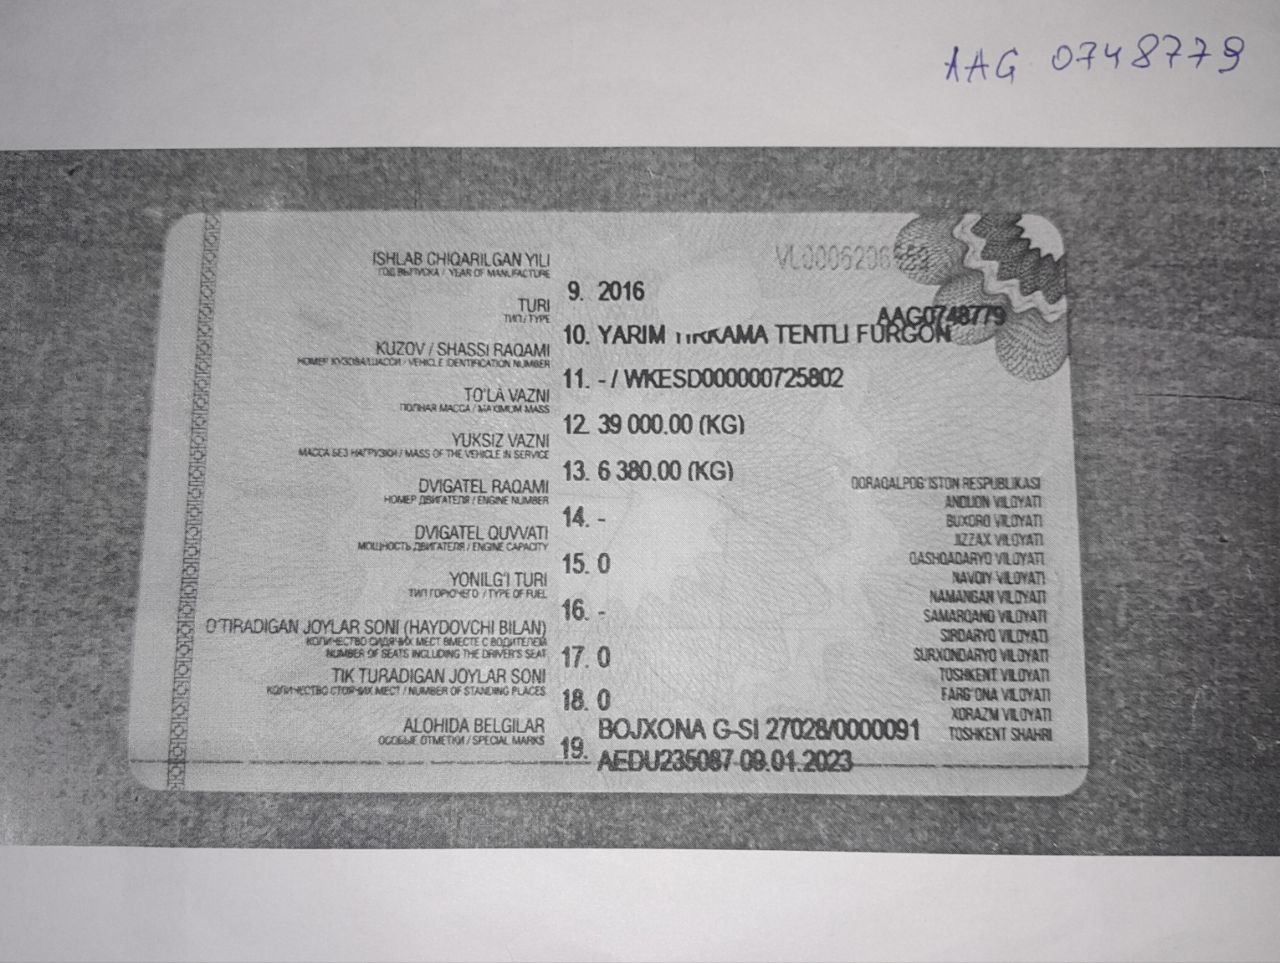 AAG 0748779
ISHLAB CHIQARILGAN YILI
ГОД ВЫПУСКА / YEAR OF MANUFACTURE
9. 2016
TURI
ТИП / TYPE
AAG0748779
10. YARIM TIRKAMA TENTLI FURGON
KUZOV / SHASSI RAQAMI
НОМЕР КУЗОВА/ШАССИ / VEHICLE IDENTIFICATION NUMBER
11. - / WKESD000000725802
TO'LA VAZNI
ПОЛНАЯ МАССА / MAXIMUM MASS
12. 39 000.00 (KG)
YUKSIZ VAZNI
МАССА БЕЗ НАГРУЗКИ / MASS OF THE VEHICLE IN SERVICE
13. 6 380.00 (KG)
DVIGATEL RAQAMI
НОМЕР ДВИГАТЕЛЯ / ENGINE NUMBER
14. -
DVIGATEL QUVVATI
МОЩНОСТЬ ДВИГАТЕЛЯ / ENGINE CAPACITY
15. 0
YONILG'I TURI
ТИП ГОРЮЧЕГО / TYPE OF FUEL
16. -
O'TIRADIGAN JOYLAR SONI (HAYDOVCHI BILAN)
КОЛИЧЕСТВО СИДЯЧИХ МЕСТ ВМЕСТЕ С ВОДИТЕЛЕМ
NUMBER OF SEATS INCLUDING THE DRIVER'S SEAT
17. 0
TIK TURADIGAN JOYLAR SONI
КОЛИЧЕСТВО СТОЯЧИХ МЕСТ / NUMBER OF STANDING PLACES
18. 0
ALOHIDA BELGILAR
ОСОБЫЕ ОТМЕТКИ / SPECIAL MARKS
19. BOJXONA G-SI 27028/0000091
AEDU235087 09.01.2023
QORAQALPOG'ISTON RESPUBLIKASI
ANDIJON VILOYATI
BUXORO VILOYATI
JIZZAX VILOYATI
QASHQADARYO VILOYATI
NAVOIY VILOYATI
NAMANGAN VILOYATI
SAMARQAND VILOYATI
SIRDARYO VILOYATI
SURXONDARYO VILOYATI
TOSHKENT VILOYATI
FARG'ONA VILOYATI
XORAZM VILOYATI
TOSHKENT SHAHRI